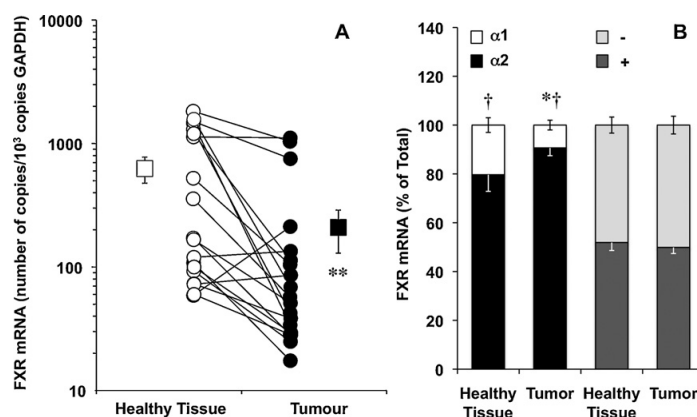 A
FXR mRNA (number of copies/10³ copies GAPDH)
10000
1000
100
10
**
Healthy Tissue
Tumour
B
FXR mRNA (% of Total)
140
120
100
80
60
40
20
0
α1
α2
-
+
†
*†
Healthy
Tissue
Tumor
Healthy
Tissue
Tumor